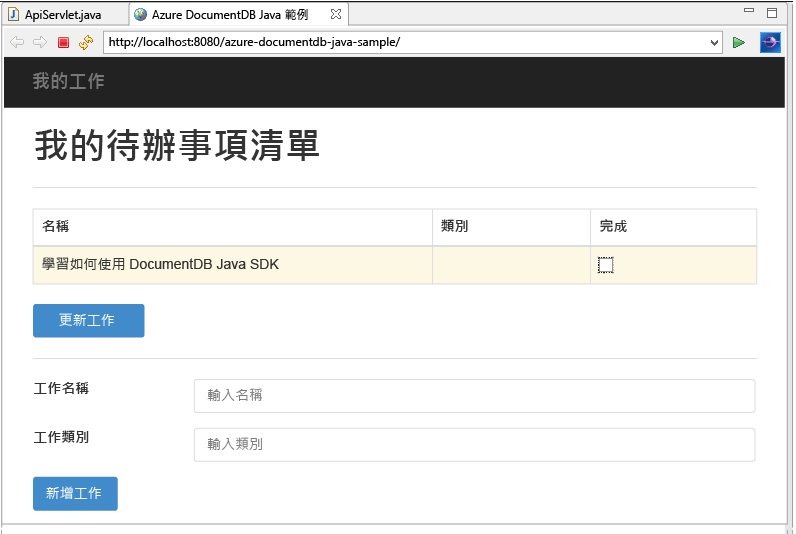 ApiServlet.java
Azure DocumentDB Java 範例
http://localhost:8080/azure-documentdb-java-sample/
我的工作
我的待辦事項清單
名稱 類別 完成
學習如何使用 DocumentDB Java SDK
更新工作
工作名稱 輸入名稱
工作類別 輸入類別
新增工作